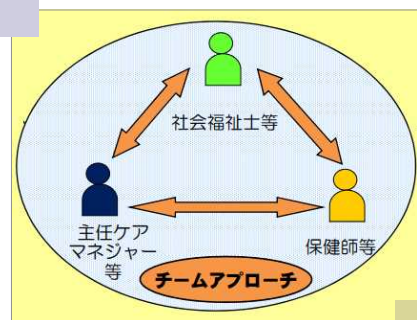 社会福祉士等
主任ケア
マネジャー
等
保健師等
チームアプローチ